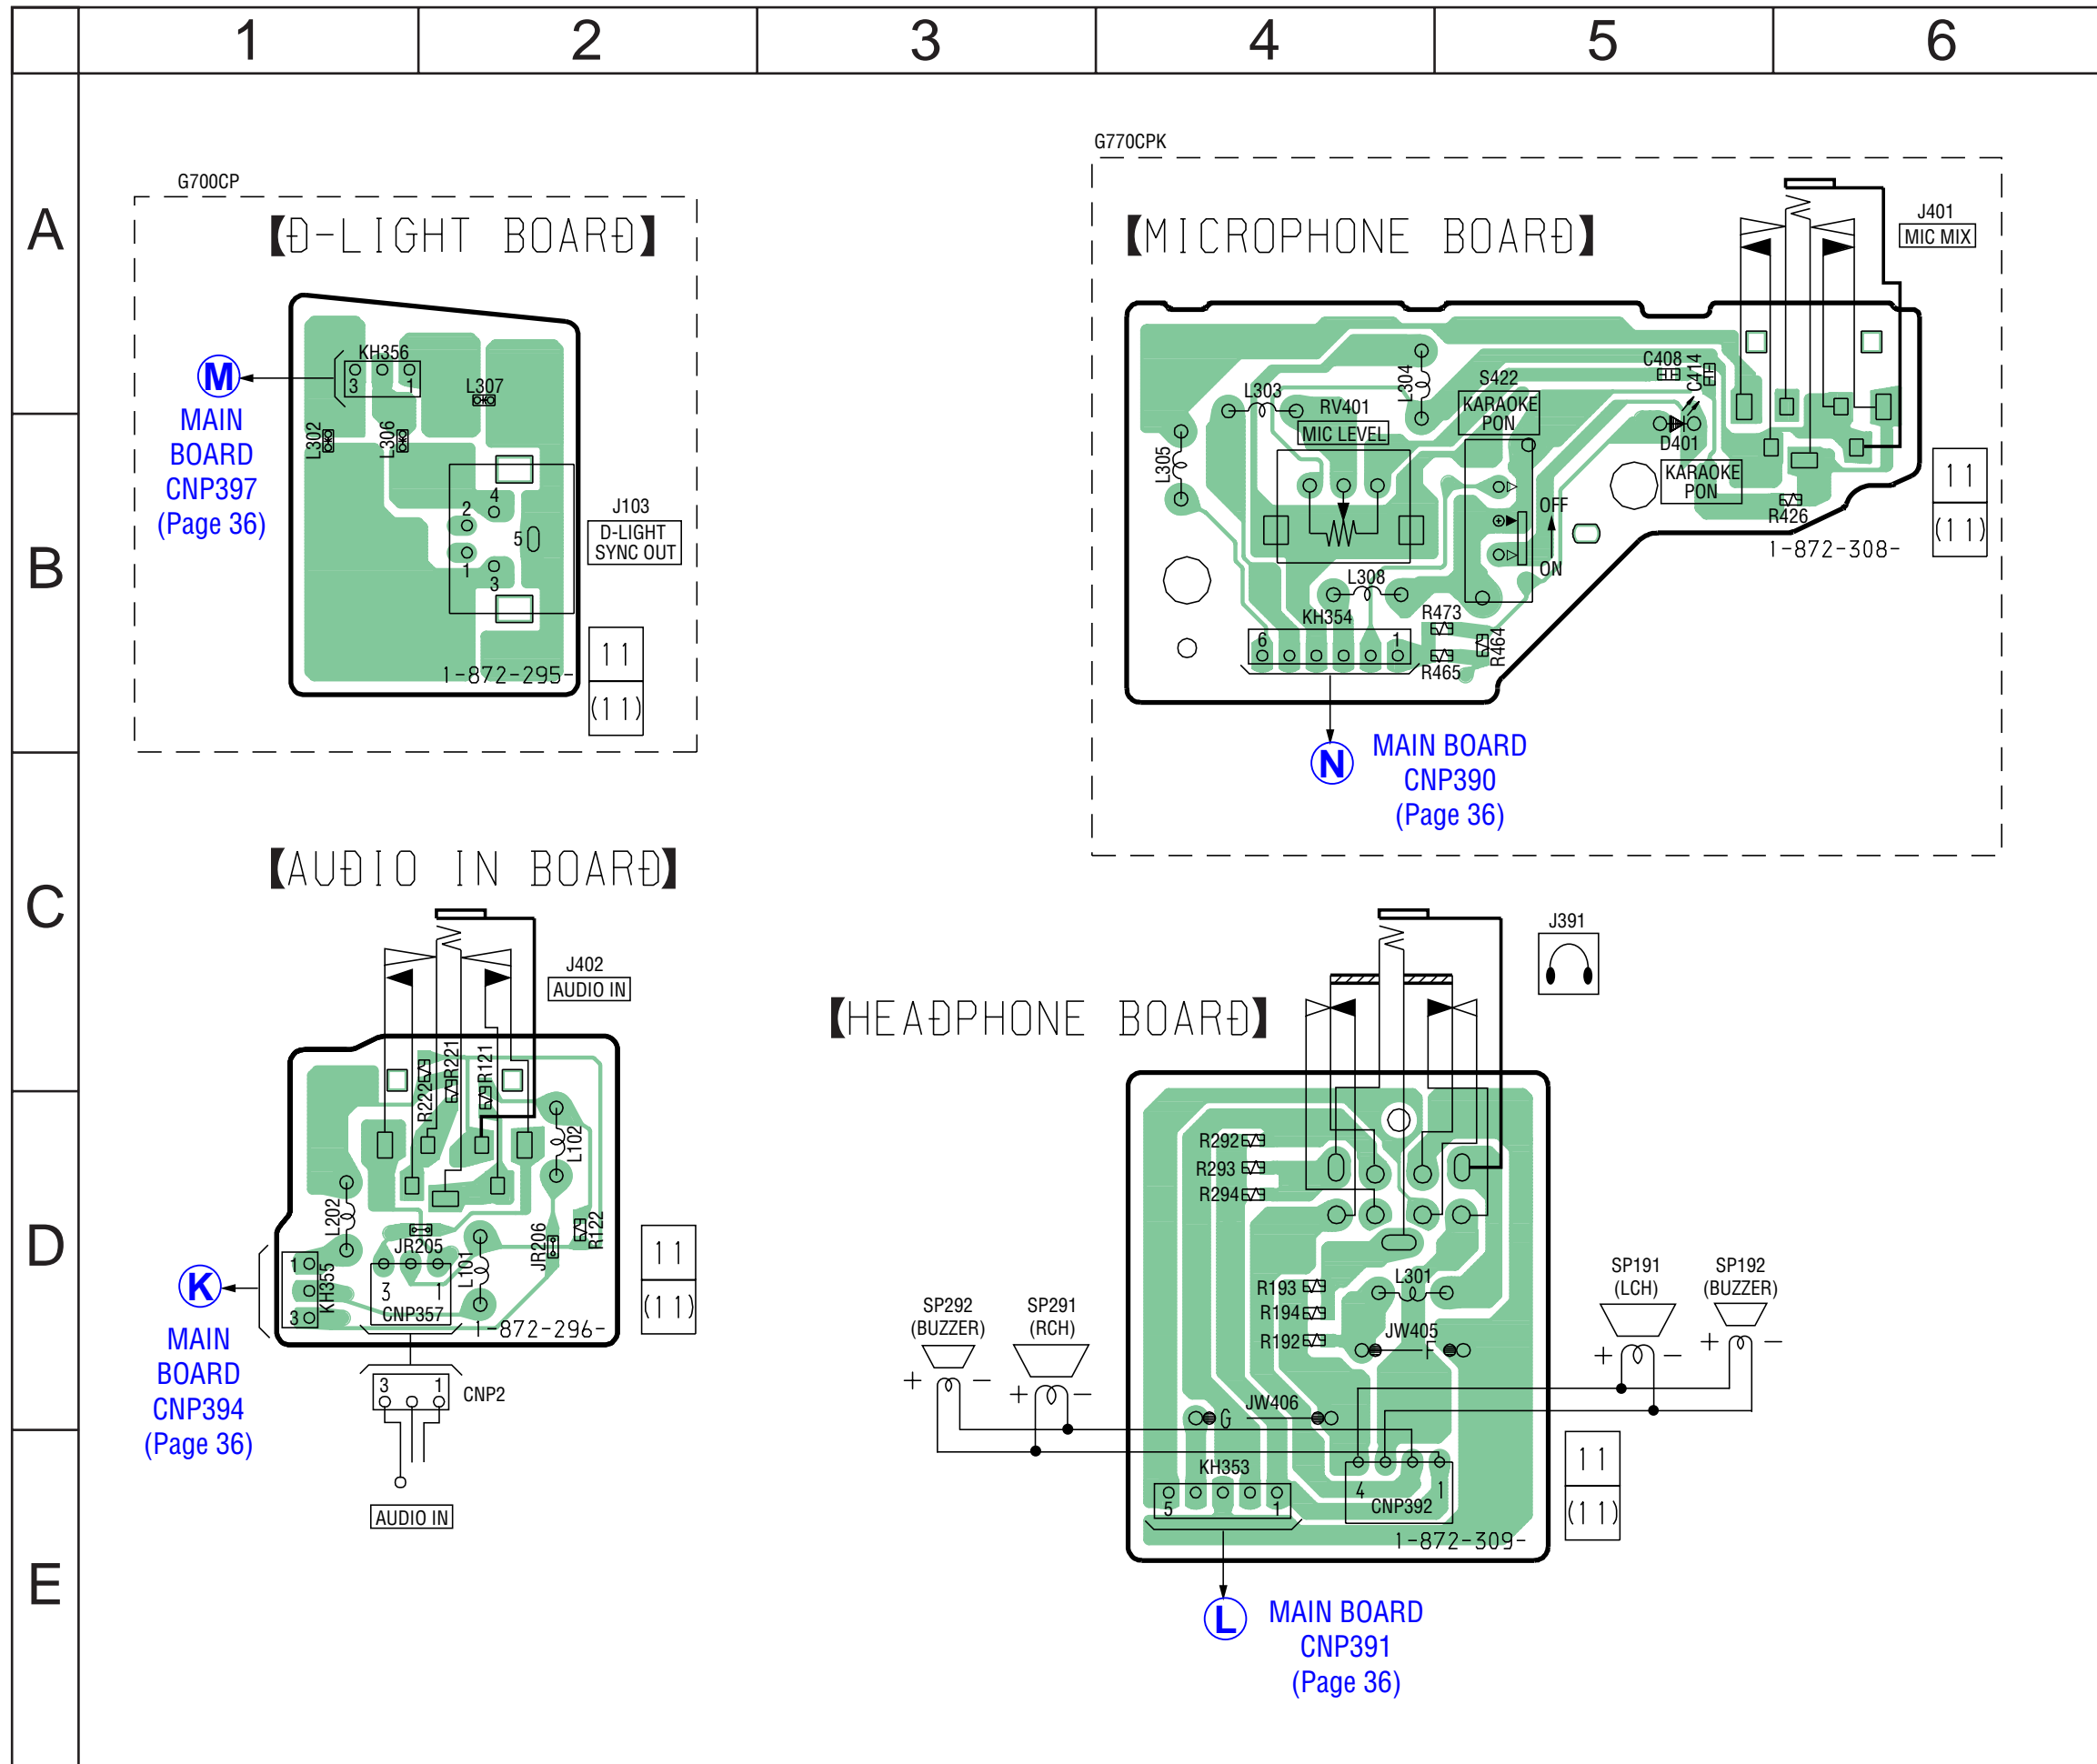 1 2 3 4 5 6
A
B
C
D
E
G700CP
【D-LIGHT BOARD】
KH356
3 1
L307
L302
L306
M
MAIN
BOARD
CNP397
(Page 36)
2 4
5
1 3
J103
D-LIGHT
SYNC OUT
1-872-295-
11
(11)
G770CPK
【MICROPHONE BOARD】
J401
MIC MIX
L303
L304
L305
RV401
MIC LEVEL
S422
KARAOKE
PON
C408
C414
D401
KARAOKE
PON
R426
OFF
ON
L308
KH354
6 1
R473
R464
R465
1-872-308-
11
(11)
N
MAIN BOARD
CNP390
(Page 36)
【AUDIO IN BOARD】
J402
AUDIO IN
R222
R221
R121
L102
L202
JR205
L101
JR206
R122
1
KH355
3
3 1
CNP357
1-872-296-
11
(11)
K
MAIN
BOARD
CNP394
(Page 36)
3 1
CNP2
AUDIO IN
【HEADPHONE BOARD】
J391
R292
R293
R294
R193
R194
R192
L301
JW405
F
JW406
G
KH353
5 1
4 1
CNP392
1-872-309-
11
(11)
SP292
(BUZZER)
+ −
SP291
(RCH)
+ −
SP191
(LCH)
+ −
SP192
(BUZZER)
+ −
L
MAIN BOARD
CNP391
(Page 36)